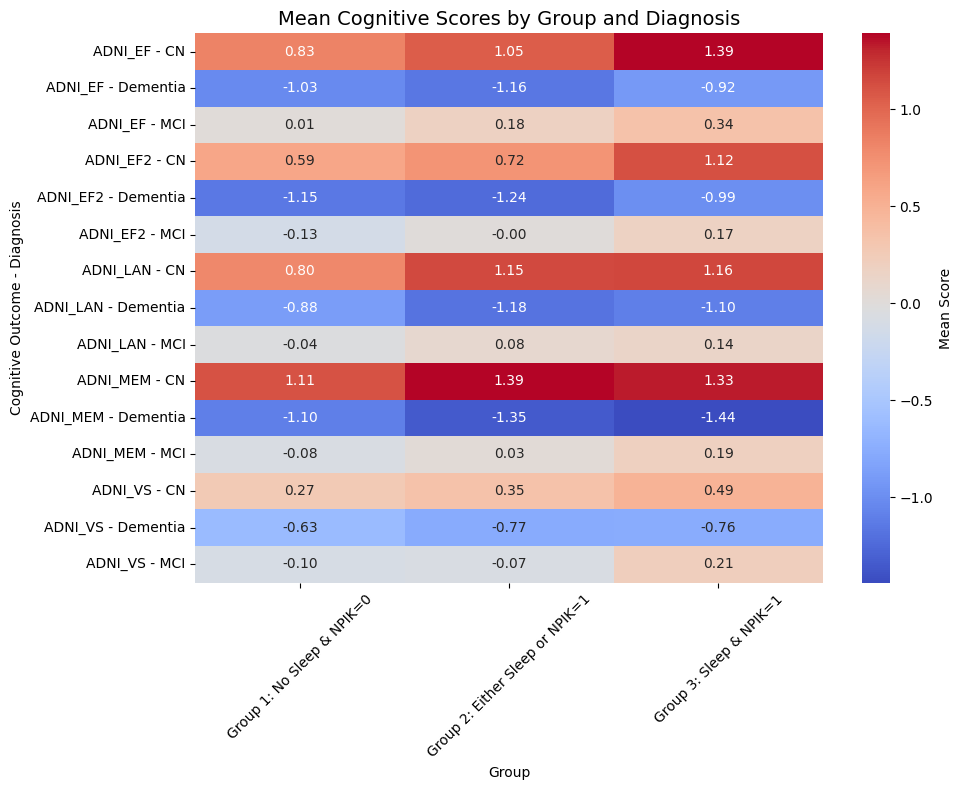 Mean Cognitive Scores by Group and Diagnosis
Cognitive Outcome - Diagnosis
ADNI_EF - CN 0.83 1.05 1.39
ADNI_EF - Dementia -1.03 -1.16 -0.92
ADNI_EF - MCI 0.01 0.18 0.34
ADNI_EF2 - CN 0.59 0.72 1.12
ADNI_EF2 - Dementia -1.15 -1.24 -0.99
ADNI_EF2 - MCI -0.13 -0.00 0.17
ADNI_LAN - CN 0.80 1.15 1.16
ADNI_LAN - Dementia -0.88 -1.18 -1.10
ADNI_LAN - MCI -0.04 0.08 0.14
ADNI_MEM - CN 1.11 1.39 1.33
ADNI_MEM - Dementia -1.10 -1.35 -1.44
ADNI_MEM - MCI -0.08 0.03 0.19
ADNI_VS - CN 0.27 0.35 0.49
ADNI_VS - Dementia -0.63 -0.77 -0.76
ADNI_VS - MCI -0.10 -0.07 0.21
Group 1: No Sleep & NPIK=0
Group 2: Either Sleep or NPIK=1
Group 3: Sleep & NPIK=1
Group
1.0
0.5
0.0
−0.5
−1.0
Mean Score